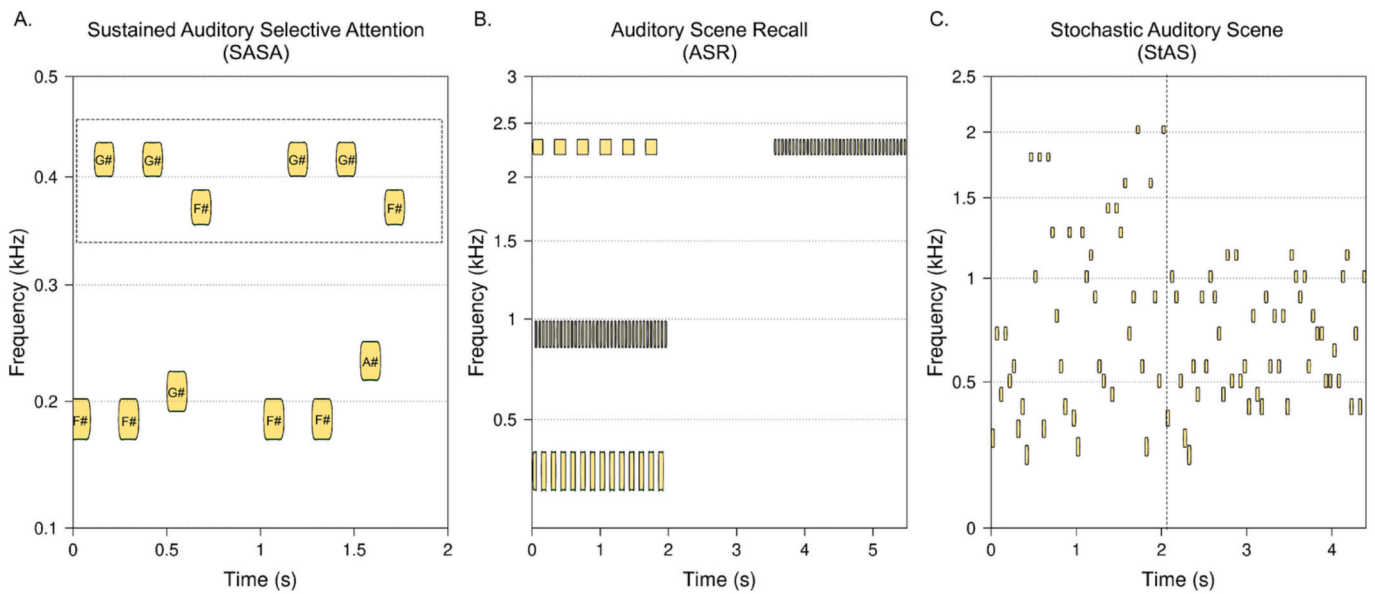 A.
Sustained Auditory Selective Attention
(SASA)
Frequency (kHz)
0.5
0.4
0.3
0.2
0.1
G# G# G# G#
F# F#
A#
G#
F# F# F# F#
0 0.5 1 1.5 2
Time (s)
B.
Auditory Scene Recall
(ASR)
Frequency (kHz)
3
2.5
2
1.5
1
0.5
0 1 2 3 4 5
Time (s)
C.
Stochastic Auditory Scene
(StAS)
Frequency (kHz)
2.5
2
1.5
1
0.5
0
0 1 2 3 4
Time (s)